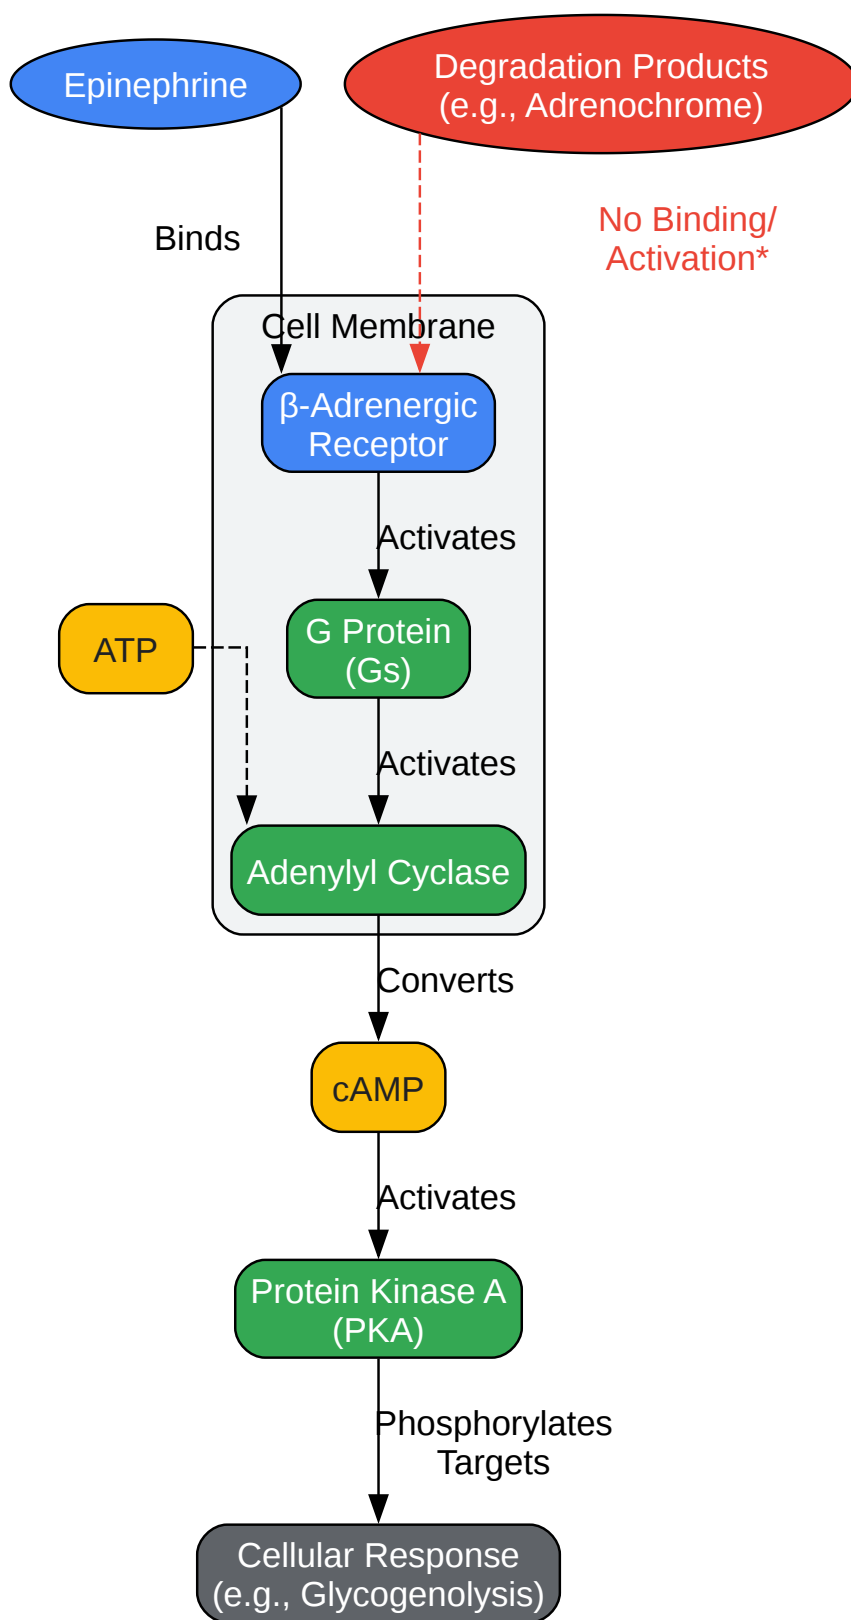 Epinephrine
Degradation Products
(e.g., Adrenochrome)
Binds
No Binding/
Activation*
Cell Membrane
β-Adrenergic
Receptor
Activates
G Protein
(Gs)
ATP
Activates
Adenylyl Cyclase
Converts
cAMP
Activates
Protein Kinase A
(PKA)
Phosphorylates
Targets
Cellular Response
(e.g., Glycogenolysis)